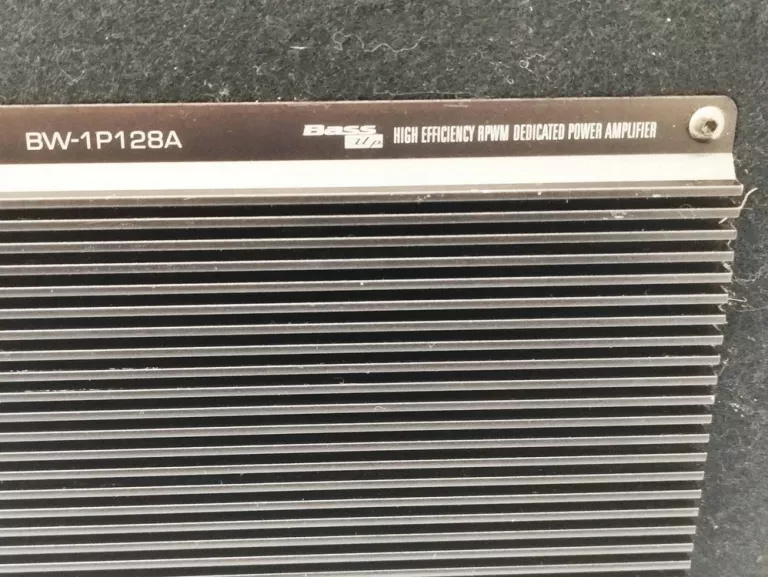 BW-1P128A
Bass up HIGH EFFICIENCY RPWM DEDICATED POWER AMPLIFIER